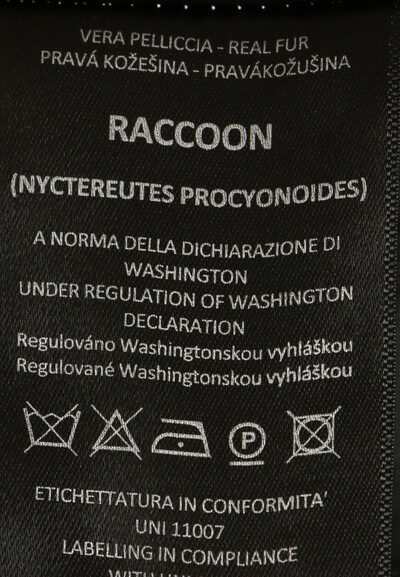 VERA PELLICCIA - REAL FUR
PRAVÁ KOŽEŠINA - PRAVÁKOŽUŠINA
RACCOON
(NYCTEREUTES PROCYONOIDES)
A NORMA DELLA DICHIARAZIONE DI
WASHINGTON
UNDER REGULATION OF WASHINGTON
DECLARATION
Regulováno Washingtonskou vyhláškou
Regulované Washingtonskou vyhláškou
P
ETICHETTATURA IN CONFORMITA'
UNI 11007
LABELLING IN COMPLIANCE
WITH